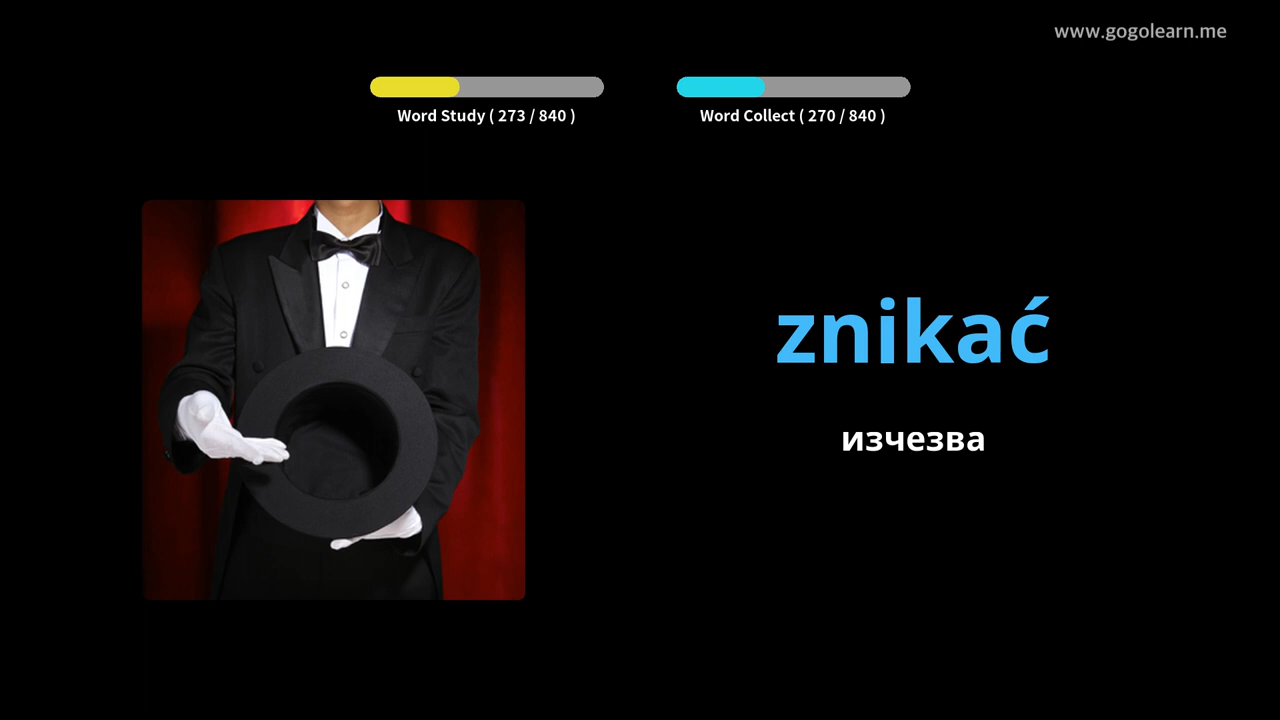 www.gogolearn.me
Word Study ( 273 / 840 )
Word Collect ( 270 / 840 )
znikać
изчезва